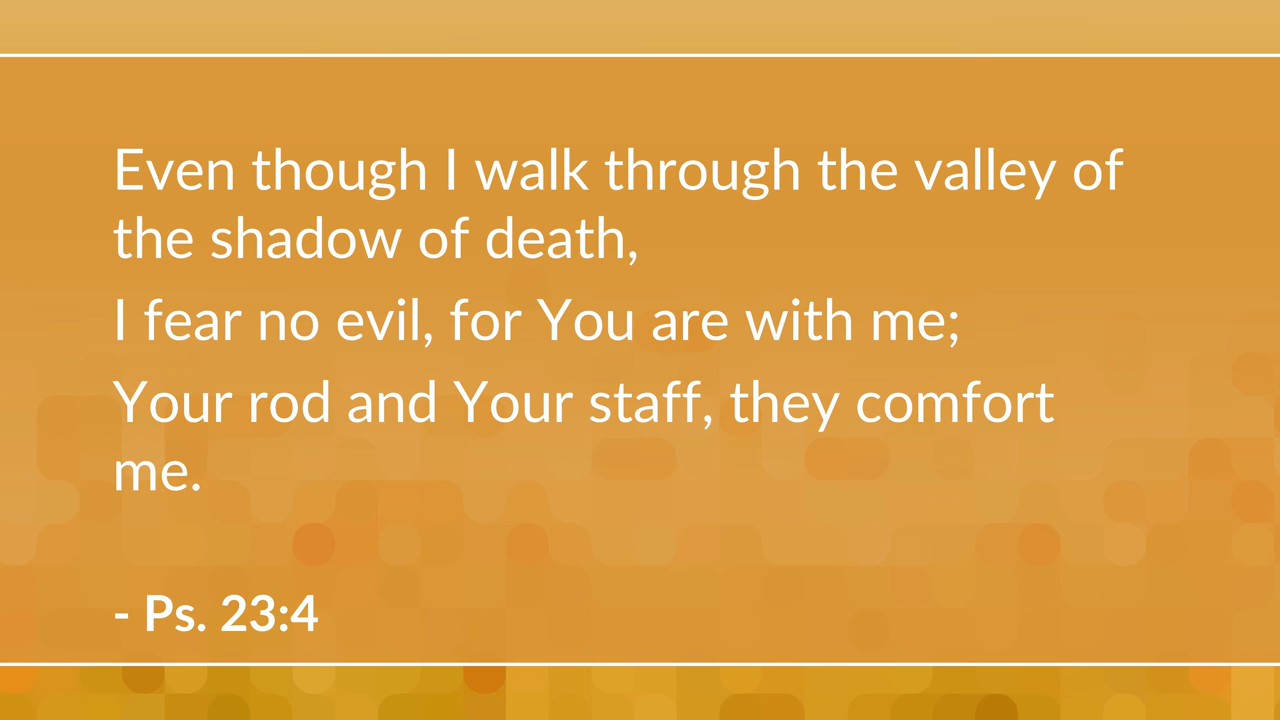 Even though I walk through the valley of
the shadow of death,
I fear no evil, for You are with me;
Your rod and Your staff, they comfort
me.
- Ps. 23:4